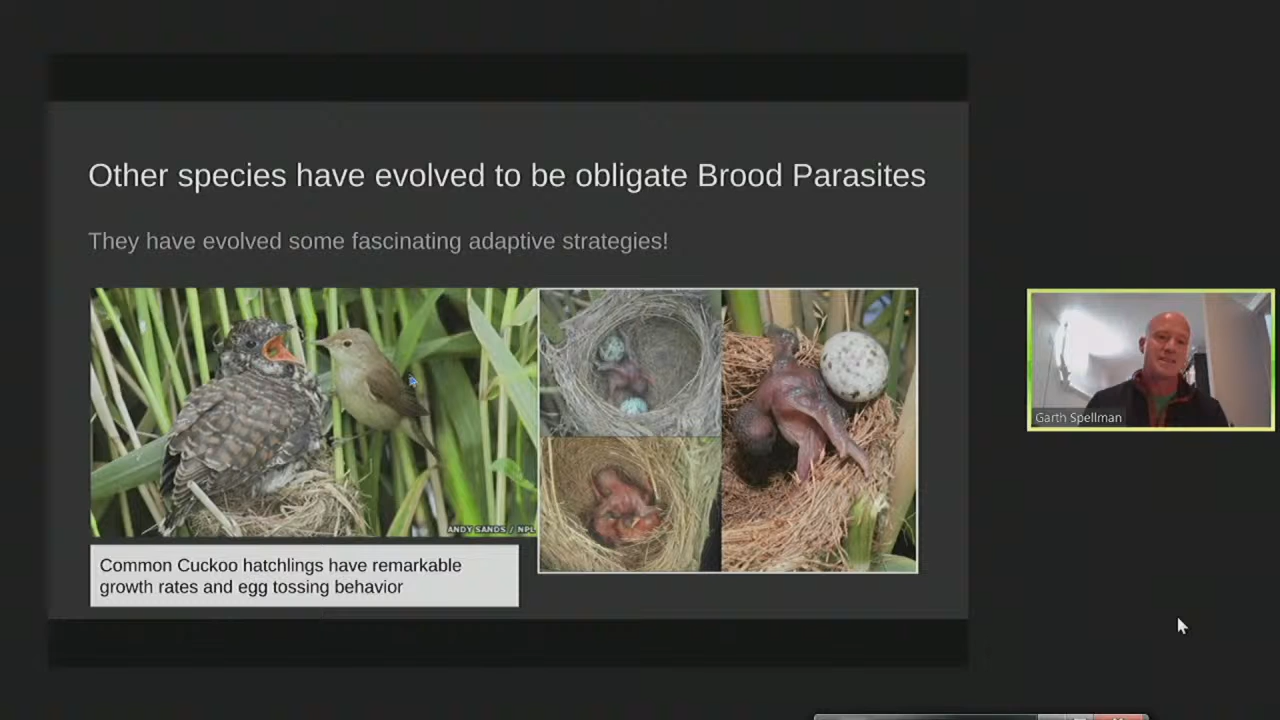 Other species have evolved to be obligate Brood Parasites
They have evolved some fascinating adaptive strategies!
ANDY SANDS / NPL
Common Cuckoo hatchlings have remarkable
growth rates and egg tossing behavior
Garth Spellman